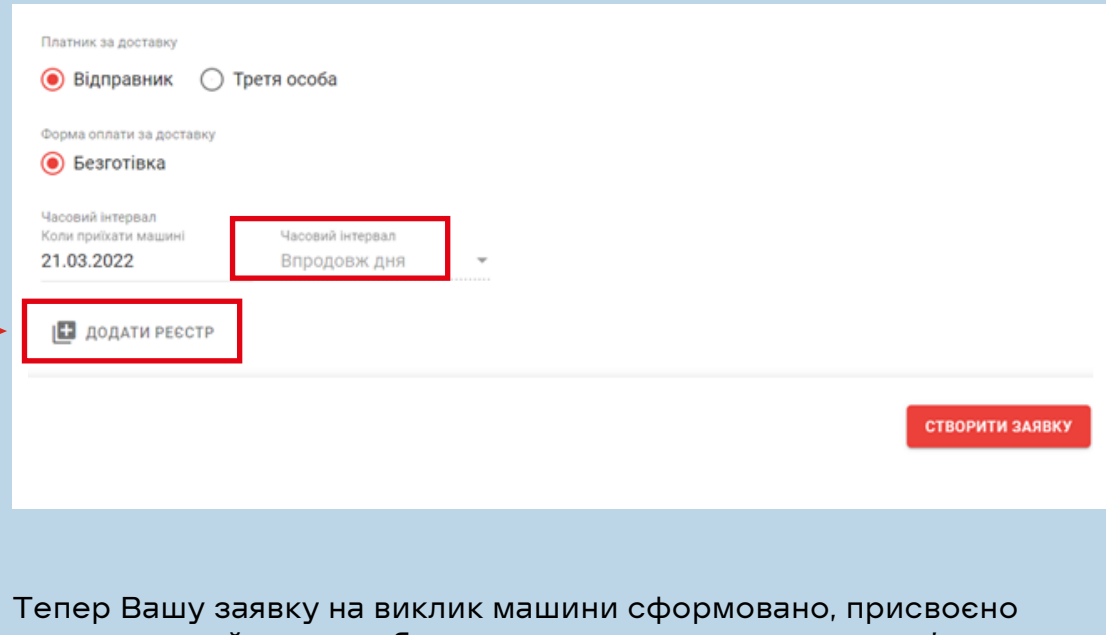 Платник за доставку
Відправник Третя особа
Форма оплати за доставку
Безготівка
Часовий інтервал
Коли приїхати машині Часовий інтервал
21.03.2022 Впродовж дня
ДОДАТИ РЕЄСТР
СТВОРИТИ ЗАЯВКУ
Тепер Вашу заявку на виклик машини сформовано, присвоєно